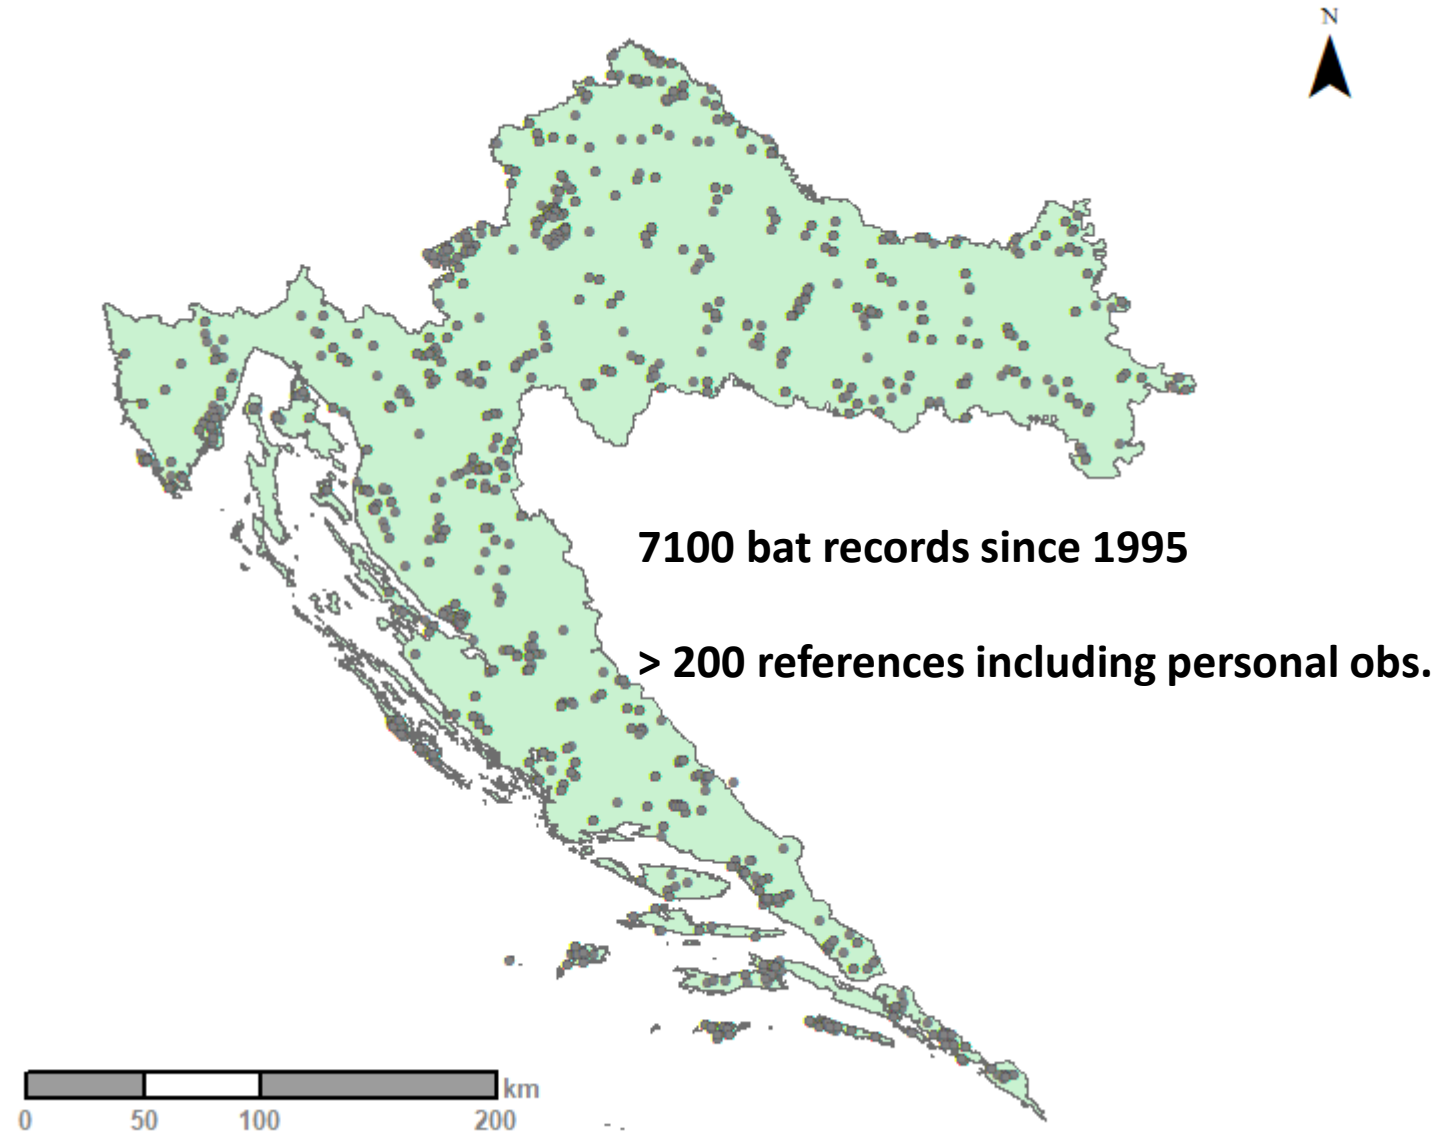 N
7100 bat records since 1995
> 200 references including personal obs.
km
0 50 100 200